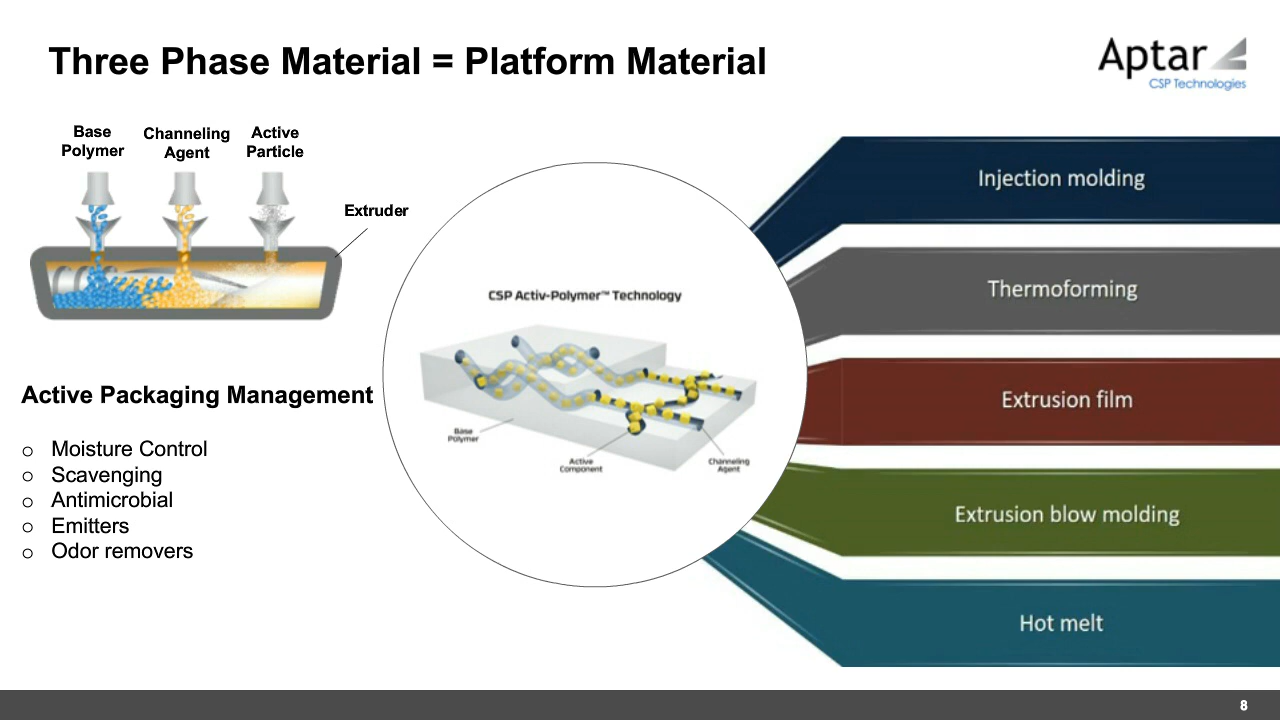 Three Phase Material = Platform Material
Aptar
CSP Technologies
Base
Polymer
Channeling
Agent
Active
Particle
Extruder
Active Packaging Management
o Moisture Control
o Scavenging
o Antimicrobial
o Emitters
o Odor removers
CSP Activ-Polymer™ Technology
Base
Polymer
Active
Component
Channeling
Agent
Injection molding
Thermoforming
Extrusion film
Extrusion blow molding
Hot melt
8